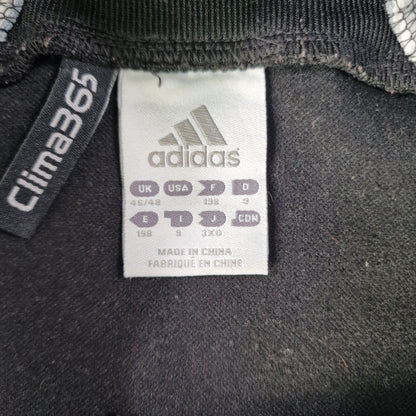 Clima365
adidas
UK USA F D
46/48 198 9
E I J CDN
198 9 3XO
MADE IN CHINA
FABRIQUÉ EN CHINE